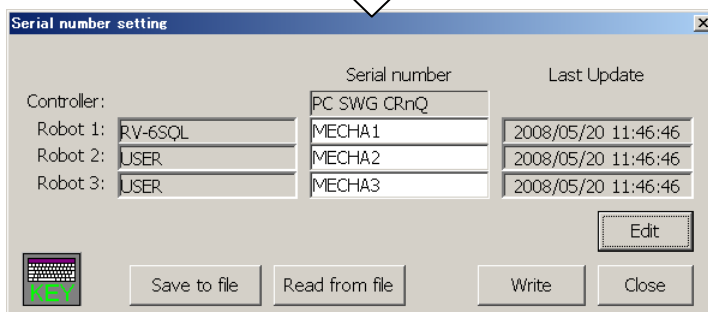 Serial number setting
Serial number Last Update
Controller: PC SWG CRnQ
Robot 1: RV-6SQL MECHA1 2008/05/20 11:46:46
Robot 2: USER MECHA2 2008/05/20 11:46:46
Robot 3: USER MECHA3 2008/05/20 11:46:46
Edit
KEY Save to file Read from file Write Close